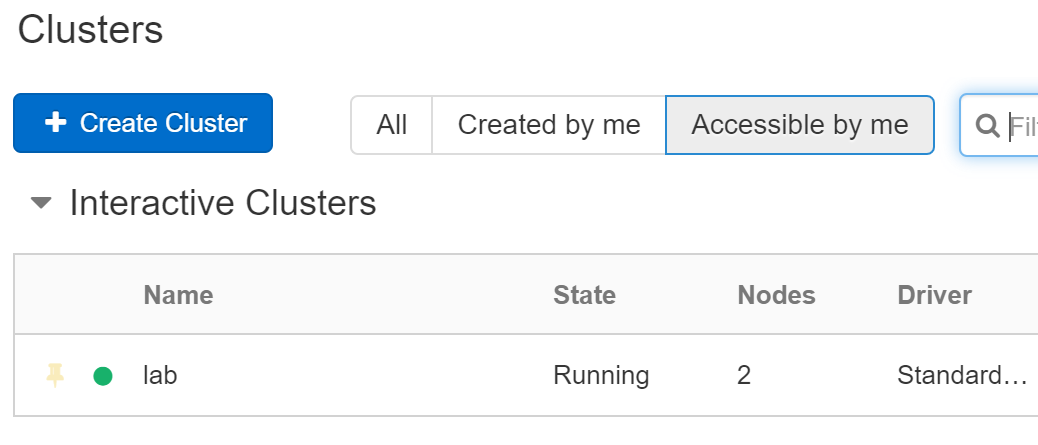 Clusters
+ Create Cluster All Created by me Accessible by me Fil
Interactive Clusters
Name State Nodes Driver
lab Running 2 Standard...